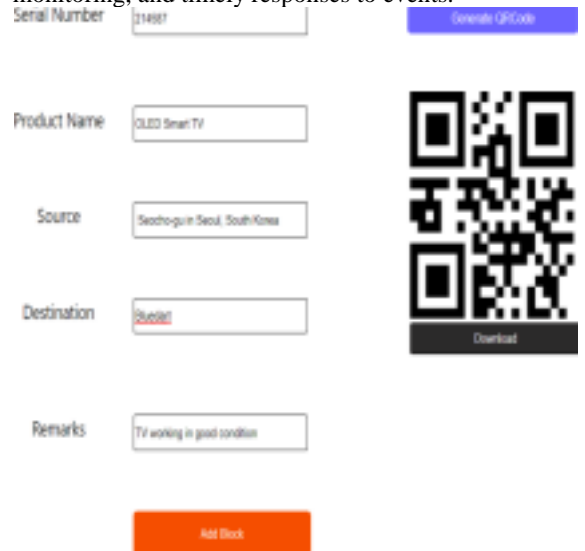 monitoring, and timely responses to events.
Serial Number
Generate QRCode
Product Name
OLED Smart TV
Source
Seocho-gu in Seoul, South Korea
Destination
Bluedart
Download
Remarks
TV working in good condition
Add Block